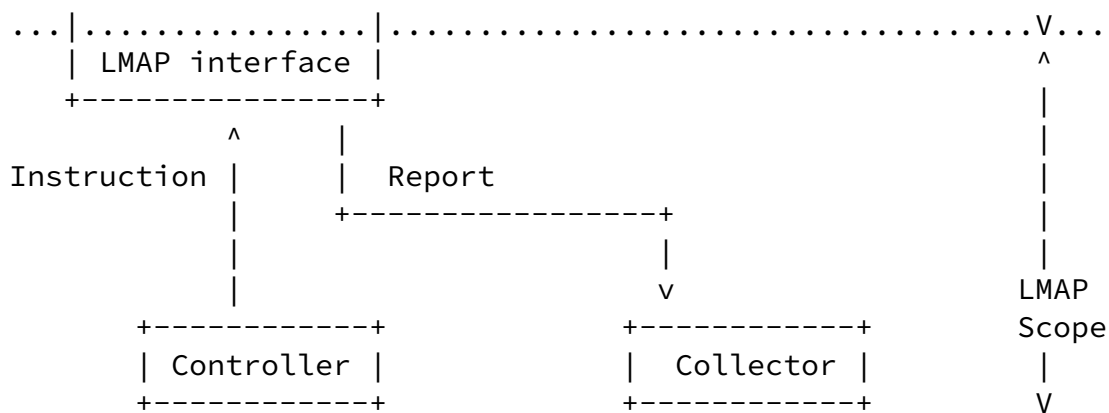 ...|................|.....................................V...
   | LMAP interface |                                     ^
   +----------------+                                     |
            ^      |                                      |
Instruction |      |  Report                              |
            |      +-----------------+                    |
            |                        |                    |
            |                        v                   LMAP
       +------------+             +------------+         Scope
       | Controller |             |  Collector |          |
       +------------+             +------------+          V